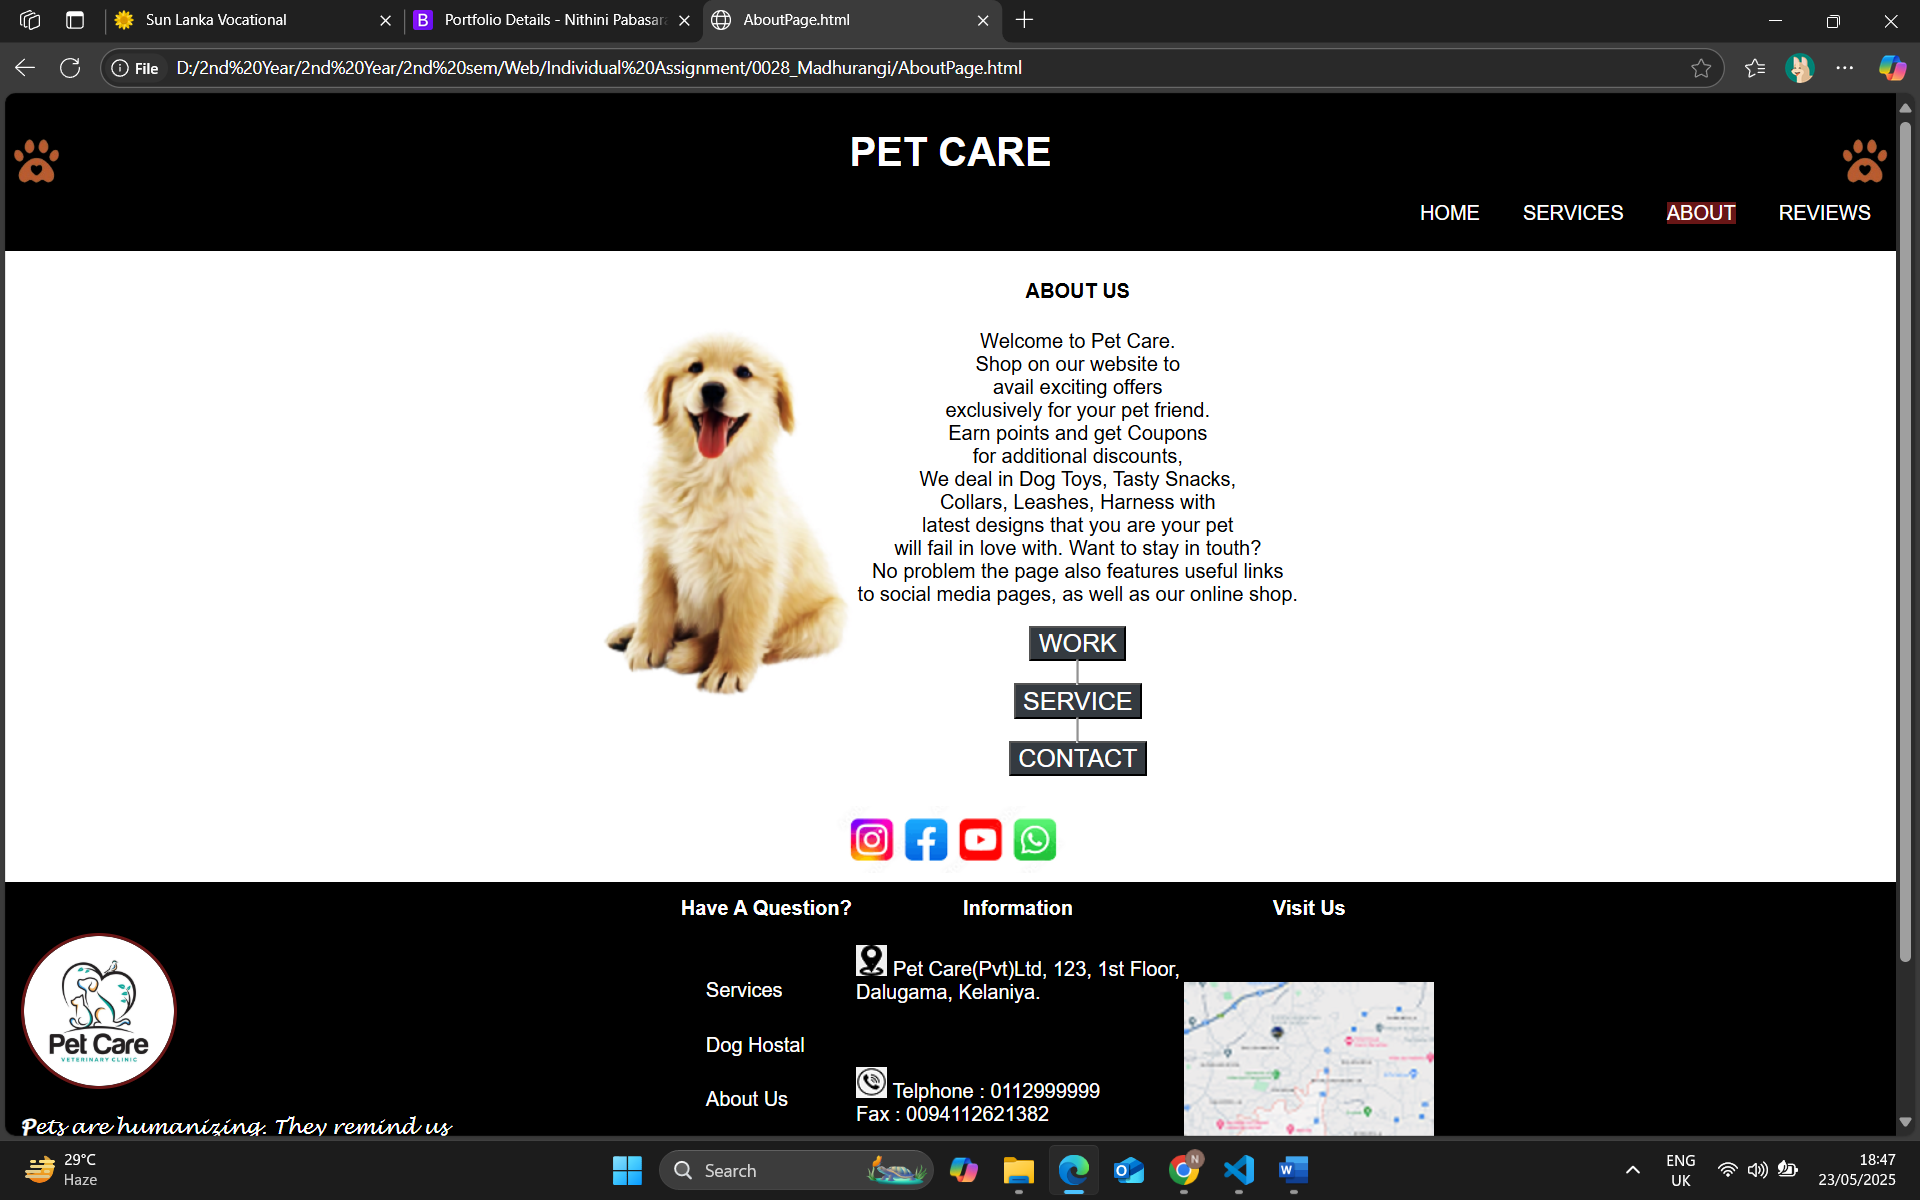 Sun Lanka Vocational
B Portfolio Details - Nithini Pabasara
AboutPage.html
File D:/2nd%20Year/2nd%20Year/2nd%20sem/Web/Individual%20Assignment/0028_Madhurangi/AboutPage.html
PET CARE
HOME SERVICES ABOUT REVIEWS
ABOUT US
Welcome to Pet Care.
Shop on our website to
avail exciting offers
exclusively for your pet friend.
Earn points and get Coupons
for additional discounts,
We deal in Dog Toys, Tasty Snacks,
Collars, Leashes, Harness with
latest designs that you are your pet
will fail in love with. Want to stay in touth?
No problem the page also features useful links
to social media pages, as well as our online shop.
WORK
SERVICE
CONTACT
Have A Question?
Services
Dog Hostal
About Us
Information
Pet Care(Pvt)Ltd, 123, 1st Floor,
Dalugama, Kelaniya.
Telphone : 0112999999
Fax : 0094112621382
Visit Us
Pet Care
VETERINARY CLINIC
Pets are humanizing. They remind us
29°C
Haze
Search
N
W
ENG
UK
18:47
23/05/2025